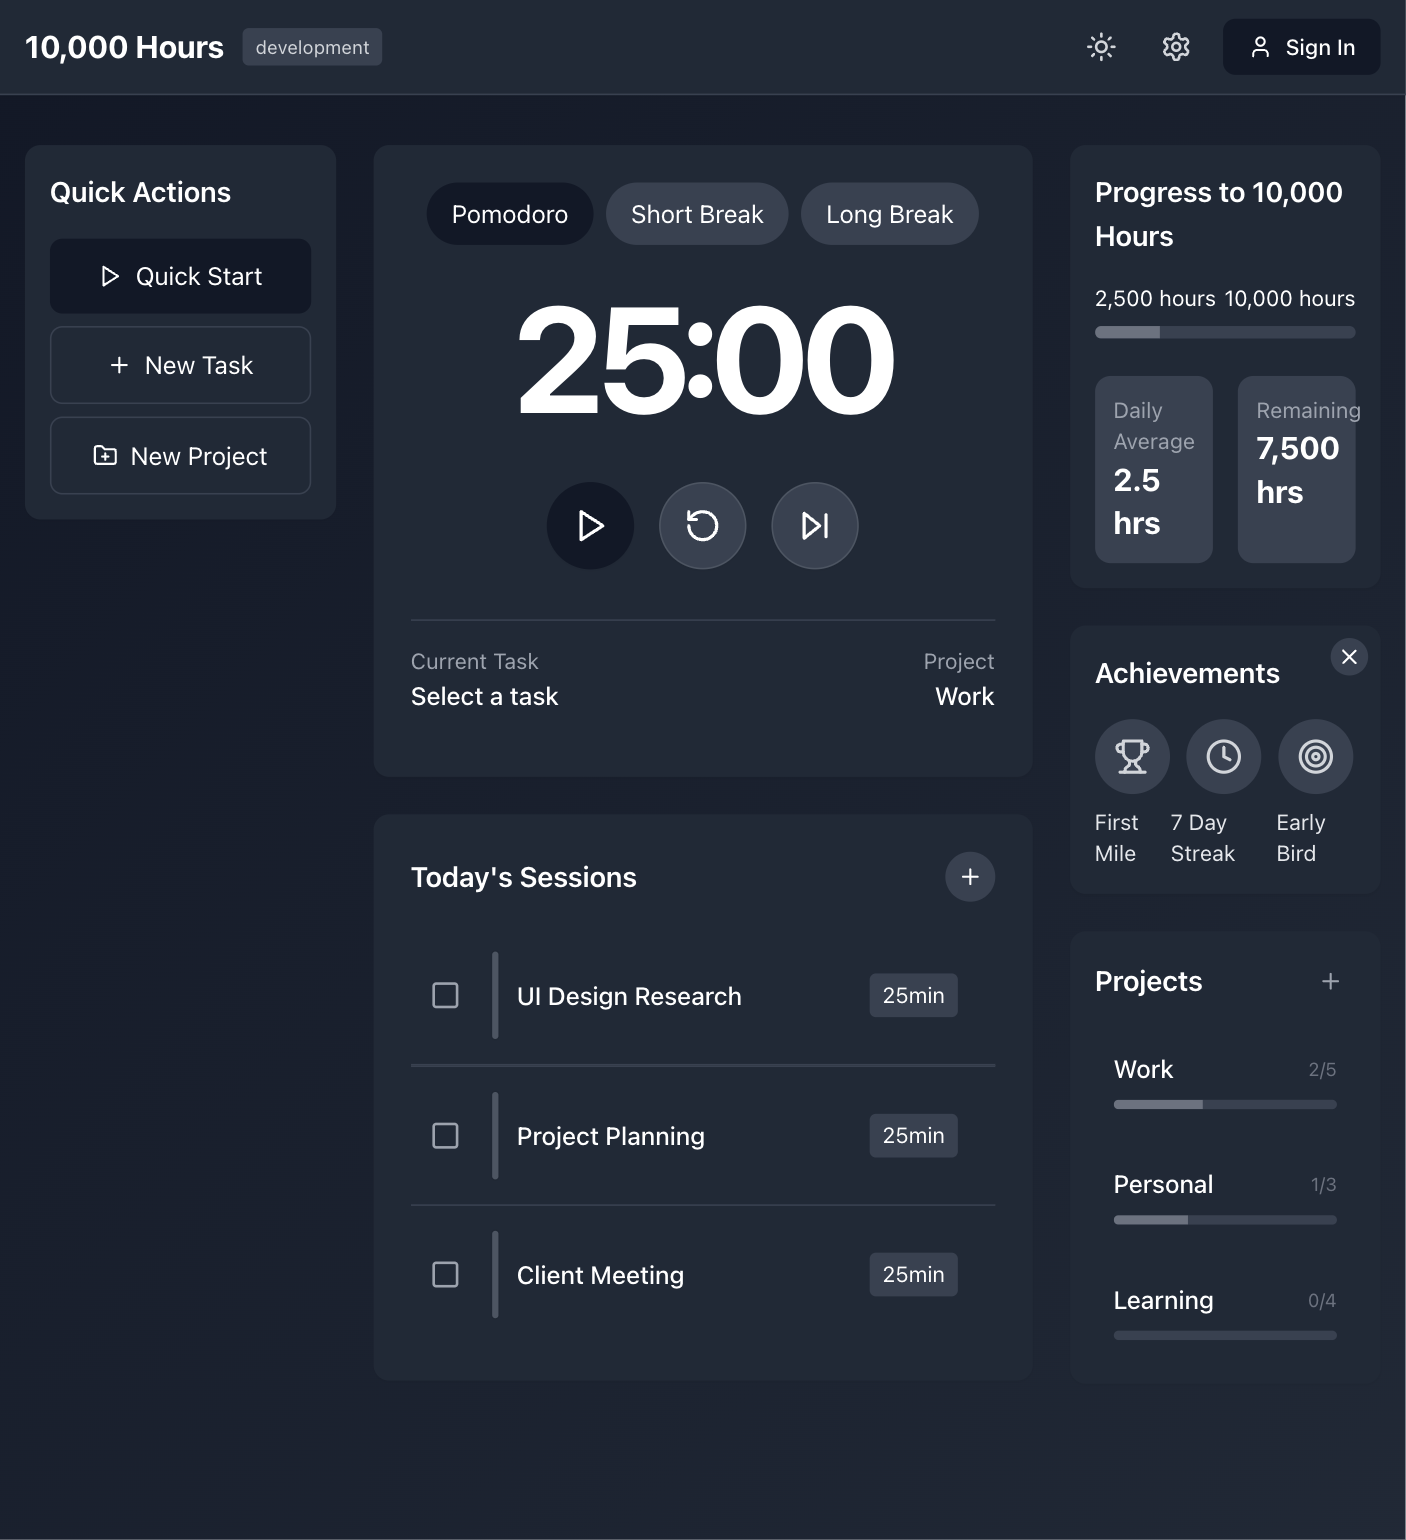 10,000 Hours
development
Sign In
Quick Actions
Quick Start
New Task
New Project
Pomodoro
Short Break
Long Break
25:00
Current Task
Select a task
Project
Work
Today's Sessions
UI Design Research
25min
Project Planning
25min
Client Meeting
25min
Progress to 10,000
Hours
2,500 hours
10,000 hours
Daily
Average
2.5
hrs
Remaining
7,500
hrs
Achievements
First
Mile
7 Day
Streak
Early
Bird
Projects
Work
2/5
Personal
1/3
Learning
0/4